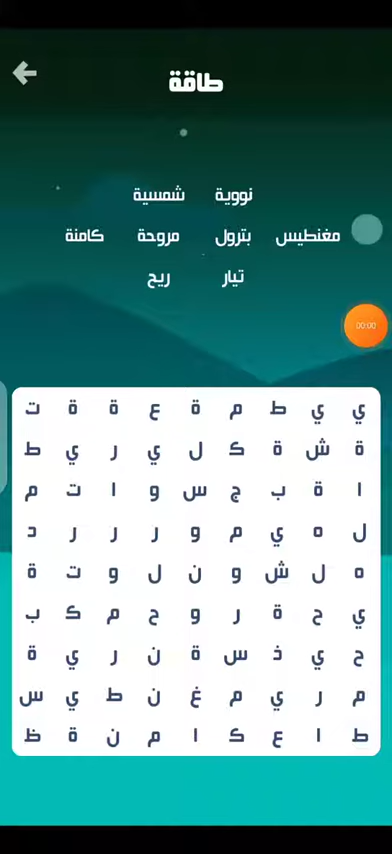 طاقة
نووية شمسية
مغنطيس بترول مروحة كامنة
تيار ريح
00:00
ي ي ط م ة ع ة ة ت
ة ش ة ك ل ي ر ي ط
ا ة ب ج س و ا ت م
ل ه ي م و ر ر ر د
ه ل ش و ن ل و ت ة
ي ح ة ر و ح م ك ب
ح ي ذ س ة ن ر ي ة
م ر ي م غ ن ط ي س
ط ا ع ك ا م ن ة ظ